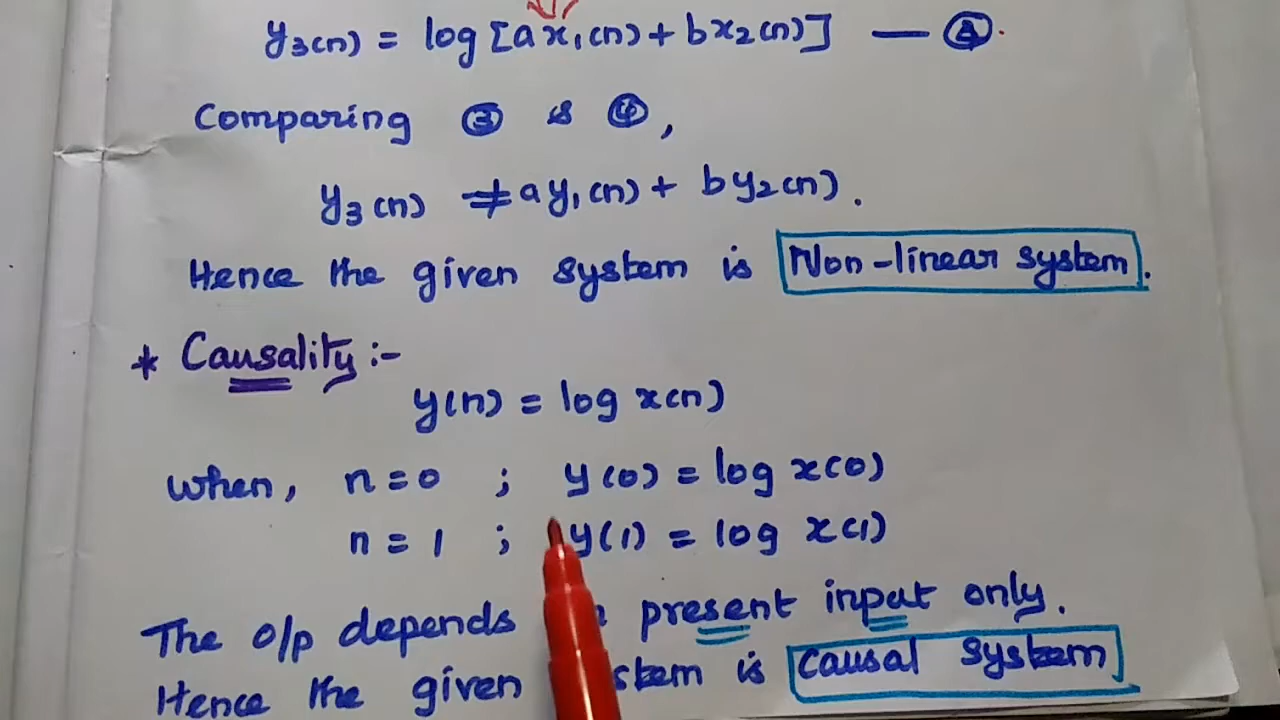 y₃(n) = log [ax₁(n) + bx₂(n)] — ④.
Comparing ③ & ④,
y₃(n) ≠ ay₁(n) + by₂(n).
Hence the given system is Non-linear system.
* Causality :-
y(n) = log x(n)
when, n = 0 ; y(0) = log x(0)
n = 1 ; y(1) = log x(1)
The o/p depends present input only.
Hence the given is Causal system